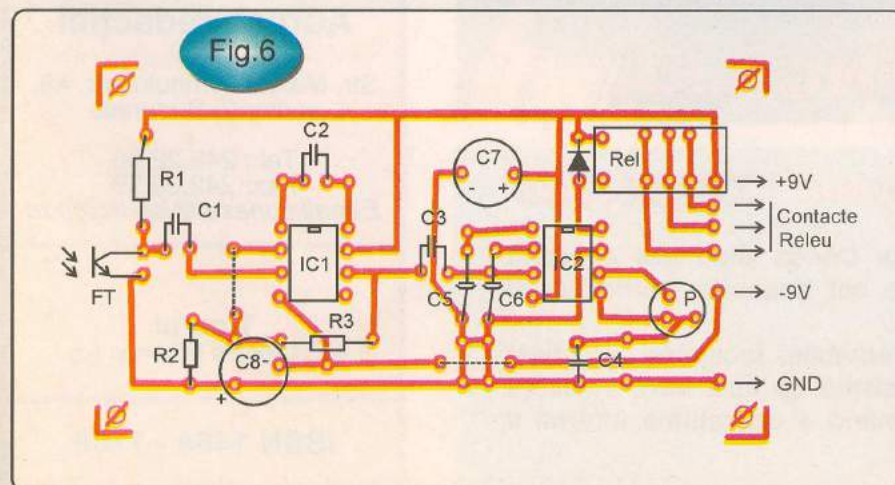 Fig.6
C2
C7
Rel
R1
C1
C3
+9V
Contacte
Releu
IC1
IC2
FT
C5
C6
P
-9V
R3
R2
C8
-
+
C4
GND
-
+